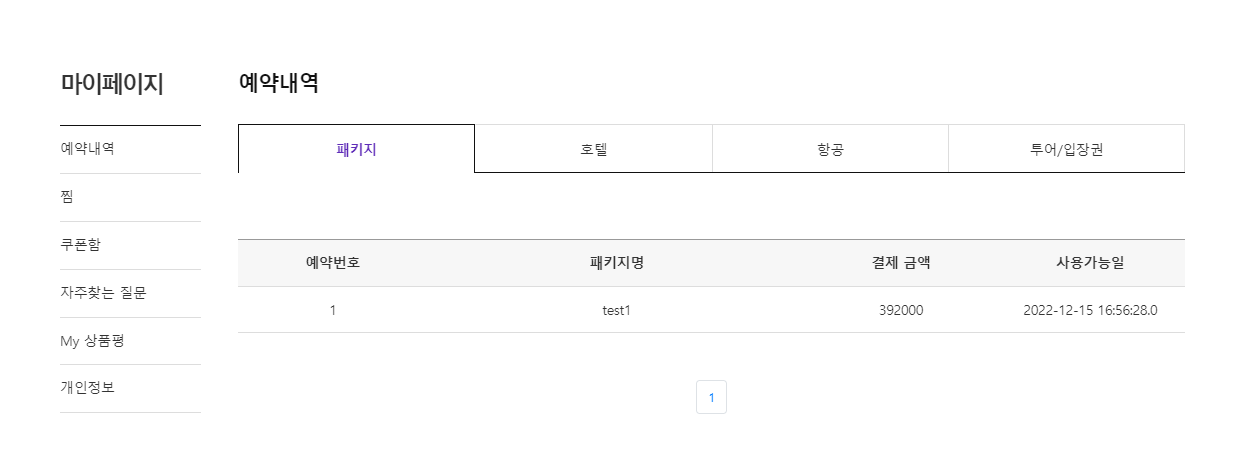 마이페이지
예약내역
찜
쿠폰함
자주찾는 질문
My 상품평
개인정보
예약내역
패키지 호텔 항공 투어/입장권
예약번호 패키지명 결제 금액 사용가능일
1 test1 392000 2022-12-15 16:56:28.0
1